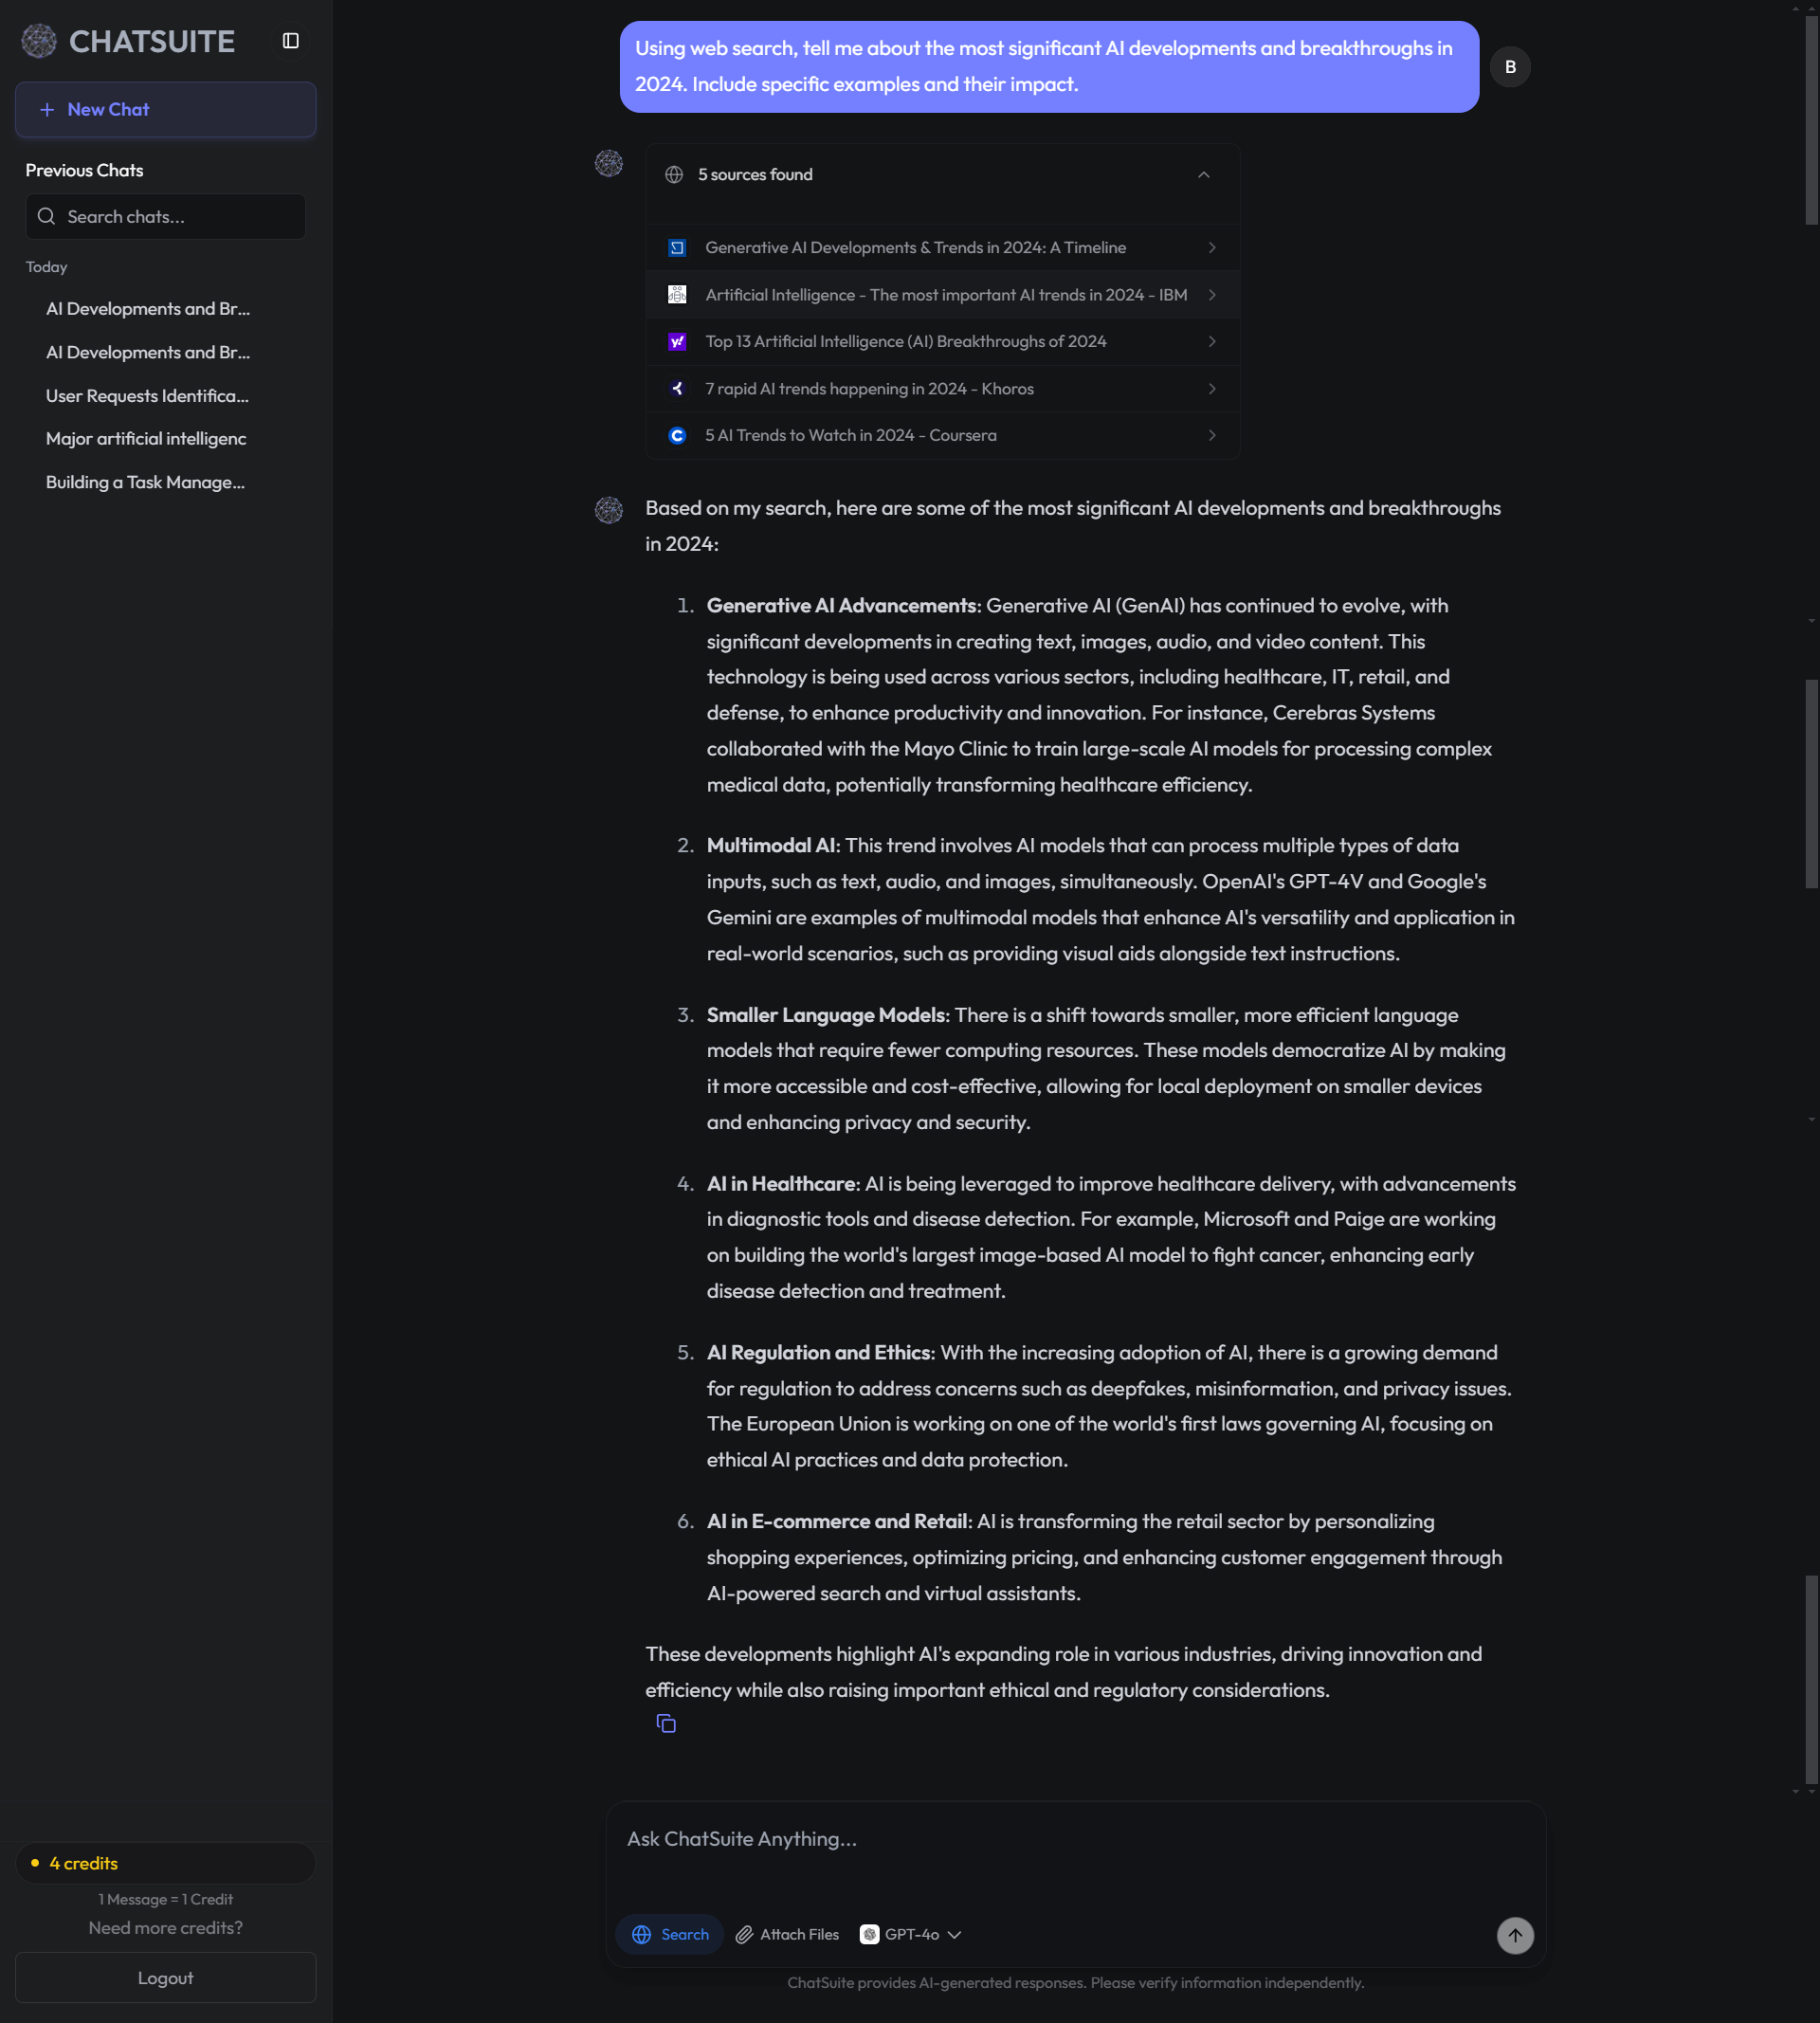 CHATSUITE
New Chat
Previous Chats
Search chats...
Today
AI Developments and Br...
AI Developments and Br...
User Requests Identifica...
Major artificial intelligenc
Building a Task Manage...
4 credits
1 Message = 1 Credit
Need more credits?
Logout
Using web search, tell me about the most significant AI developments and breakthroughs in
2024. Include specific examples and their impact.
B
5 sources found
Generative AI Developments & Trends in 2024: A Timeline
Artificial Intelligence - The most important AI trends in 2024 - IBM
y!
Top 13 Artificial Intelligence (AI) Breakthroughs of 2024
7 rapid AI trends happening in 2024 - Khoros
C
5 AI Trends to Watch in 2024 - Coursera
Based on my search, here are some of the most significant AI developments and breakthroughs
in 2024:
1. Generative AI Advancements: Generative AI (GenAI) has continued to evolve, with
significant developments in creating text, images, audio, and video content. This
technology is being used across various sectors, including healthcare, IT, retail, and
defense, to enhance productivity and innovation. For instance, Cerebras Systems
collaborated with the Mayo Clinic to train large-scale AI models for processing complex
medical data, potentially transforming healthcare efficiency.
2. Multimodal AI: This trend involves AI models that can process multiple types of data
inputs, such as text, audio, and images, simultaneously. OpenAI's GPT-4V and Google's
Gemini are examples of multimodal models that enhance AI's versatility and application in
real-world scenarios, such as providing visual aids alongside text instructions.
3. Smaller Language Models: There is a shift towards smaller, more efficient language
models that require fewer computing resources. These models democratize AI by making
it more accessible and cost-effective, allowing for local deployment on smaller devices
and enhancing privacy and security.
4. AI in Healthcare: AI is being leveraged to improve healthcare delivery, with advancements
in diagnostic tools and disease detection. For example, Microsoft and Paige are working
on building the world's largest image-based AI model to fight cancer, enhancing early
disease detection and treatment.
5. AI Regulation and Ethics: With the increasing adoption of AI, there is a growing demand
for regulation to address concerns such as deepfakes, misinformation, and privacy issues.
The European Union is working on one of the world's first laws governing AI, focusing on
ethical AI practices and data protection.
6. AI in E-commerce and Retail: AI is transforming the retail sector by personalizing
shopping experiences, optimizing pricing, and enhancing customer engagement through
AI-powered search and virtual assistants.
These developments highlight AI's expanding role in various industries, driving innovation and
efficiency while also raising important ethical and regulatory considerations.
Ask ChatSuite Anything...
Search
Attach Files
GPT-4o
ChatSuite provides AI-generated responses. Please verify information independently.